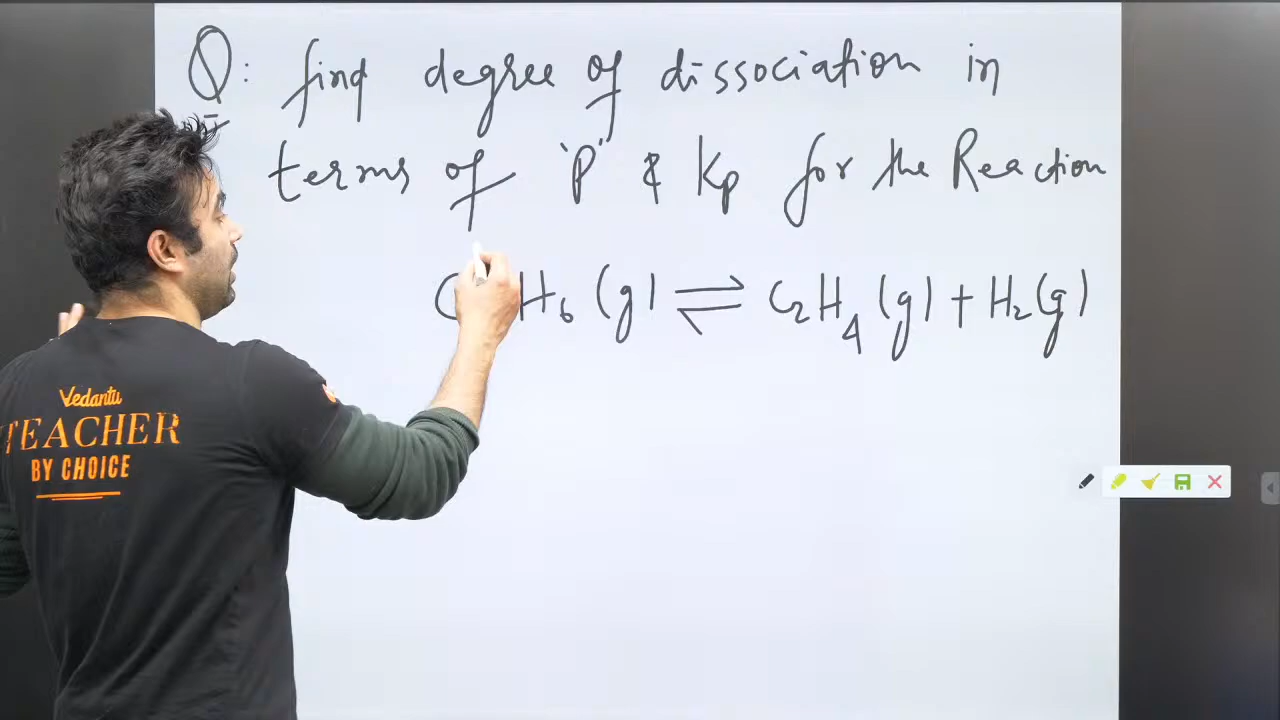 Q: find degree of dissociation in
terms of 'P' & Kp for the Reaction
C H6 (g) ⇌ C2H4 (g) + H2(g)
Vedantu
TEACHER
BY CHOICE